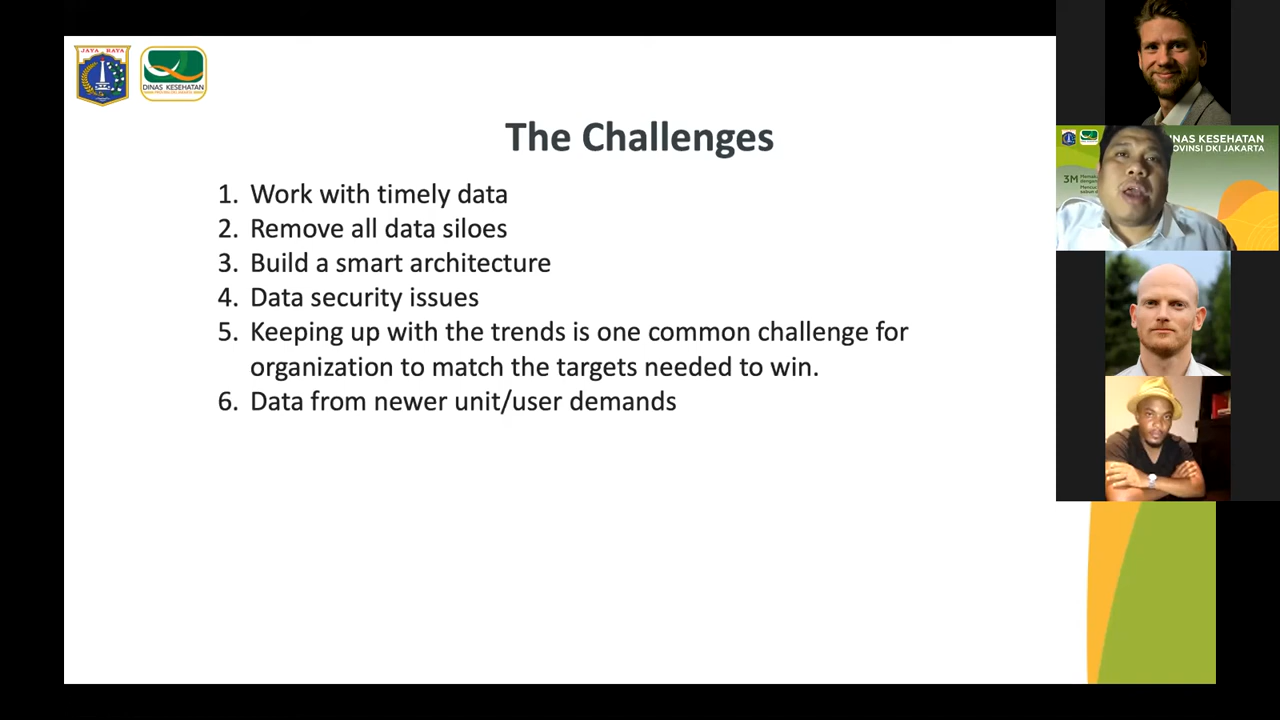 JAYA RAYA
DINAS KESEHATAN
The Challenges
1. Work with timely data
2. Remove all data siloes
3. Build a smart architecture
4. Data security issues
5. Keeping up with the trends is one common challenge for
organization to match the targets needed to win.
6. Data from newer unit/user demands
DINAS KESEHATAN
PROVINSI DKI JAKARTA
3M